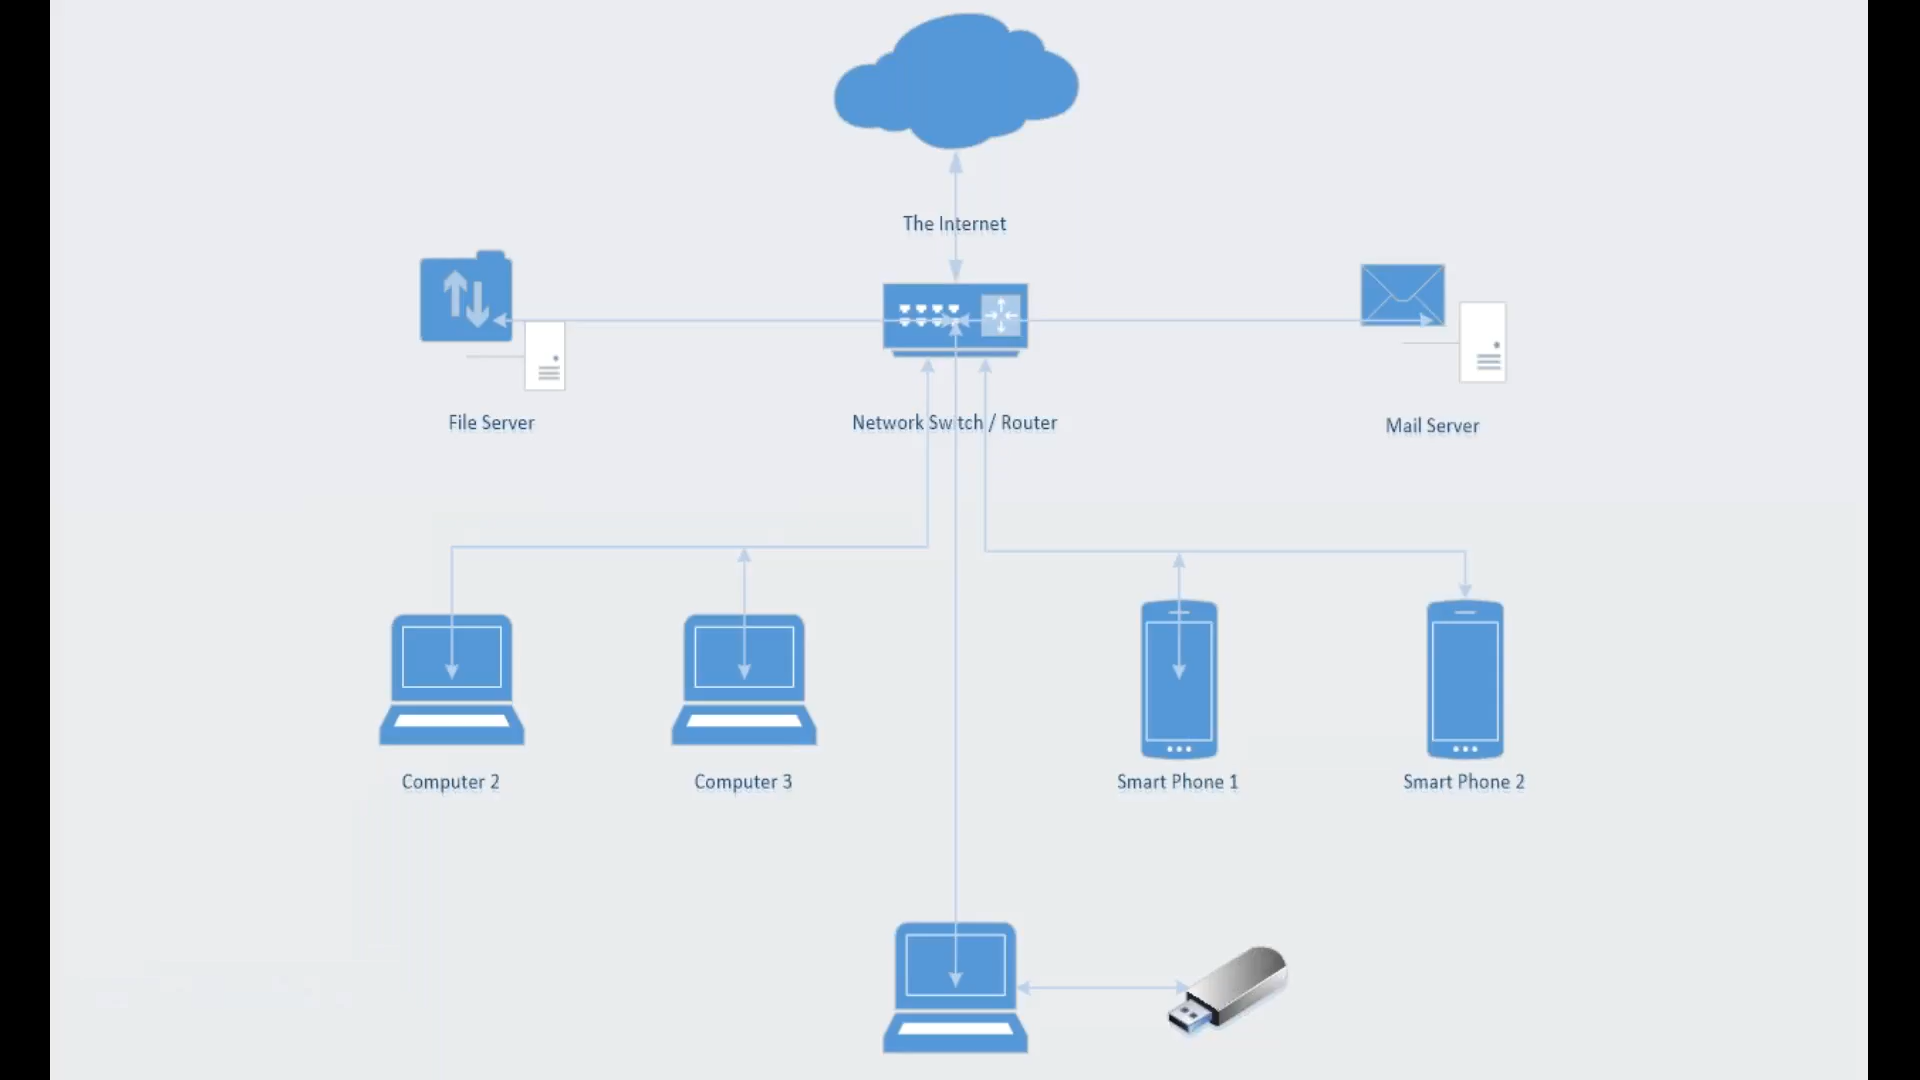 The Internet
File Server
Network Switch / Router
Mail Server
Computer 2
Computer 3
Smart Phone 1
Smart Phone 2